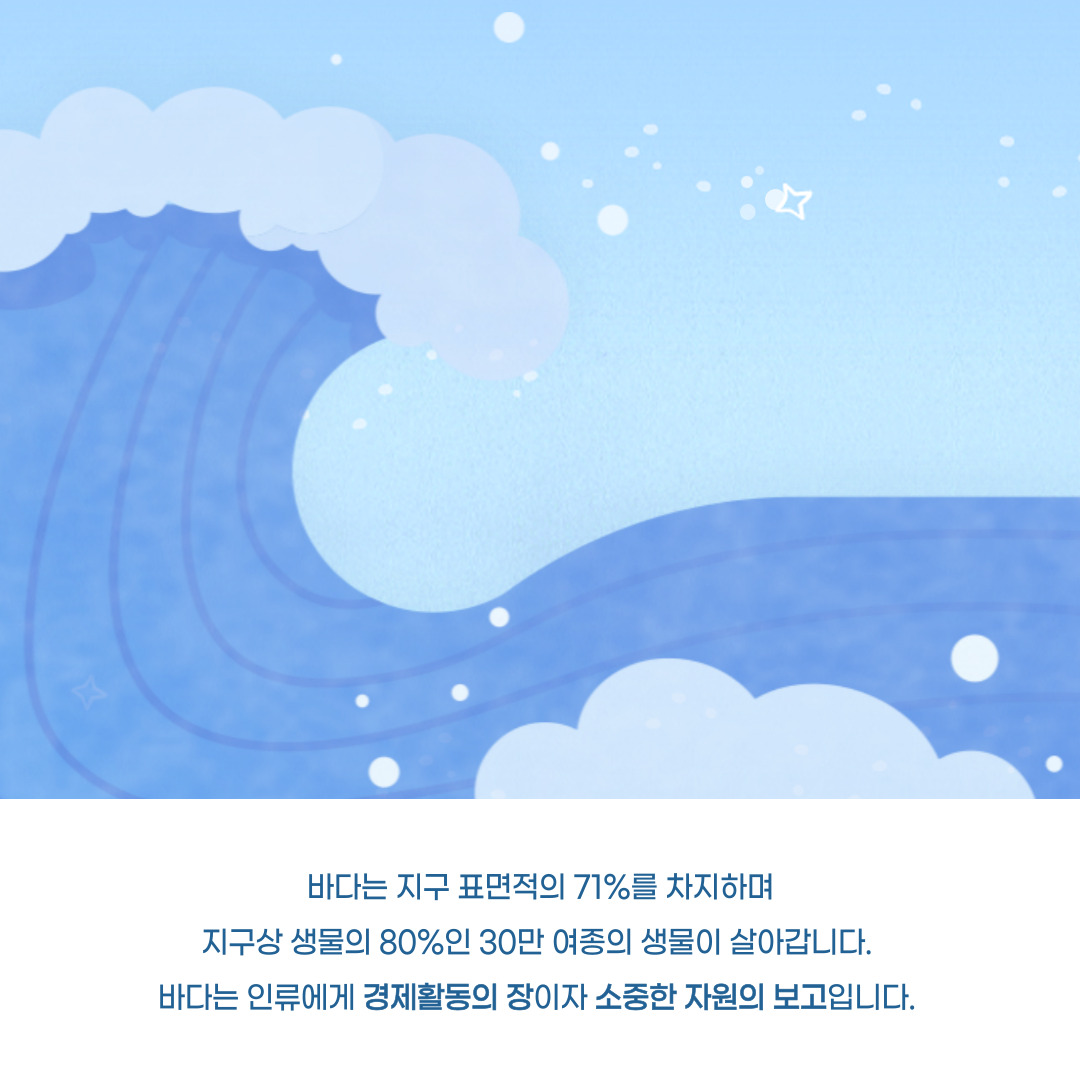 바다는 지구 표면적의 71%를 차지하며
지구상 생물의 80%인 30만 여종의 생물이 살아갑니다.
바다는 인류에게 경제활동의 장이자 소중한 자원의 보고입니다.